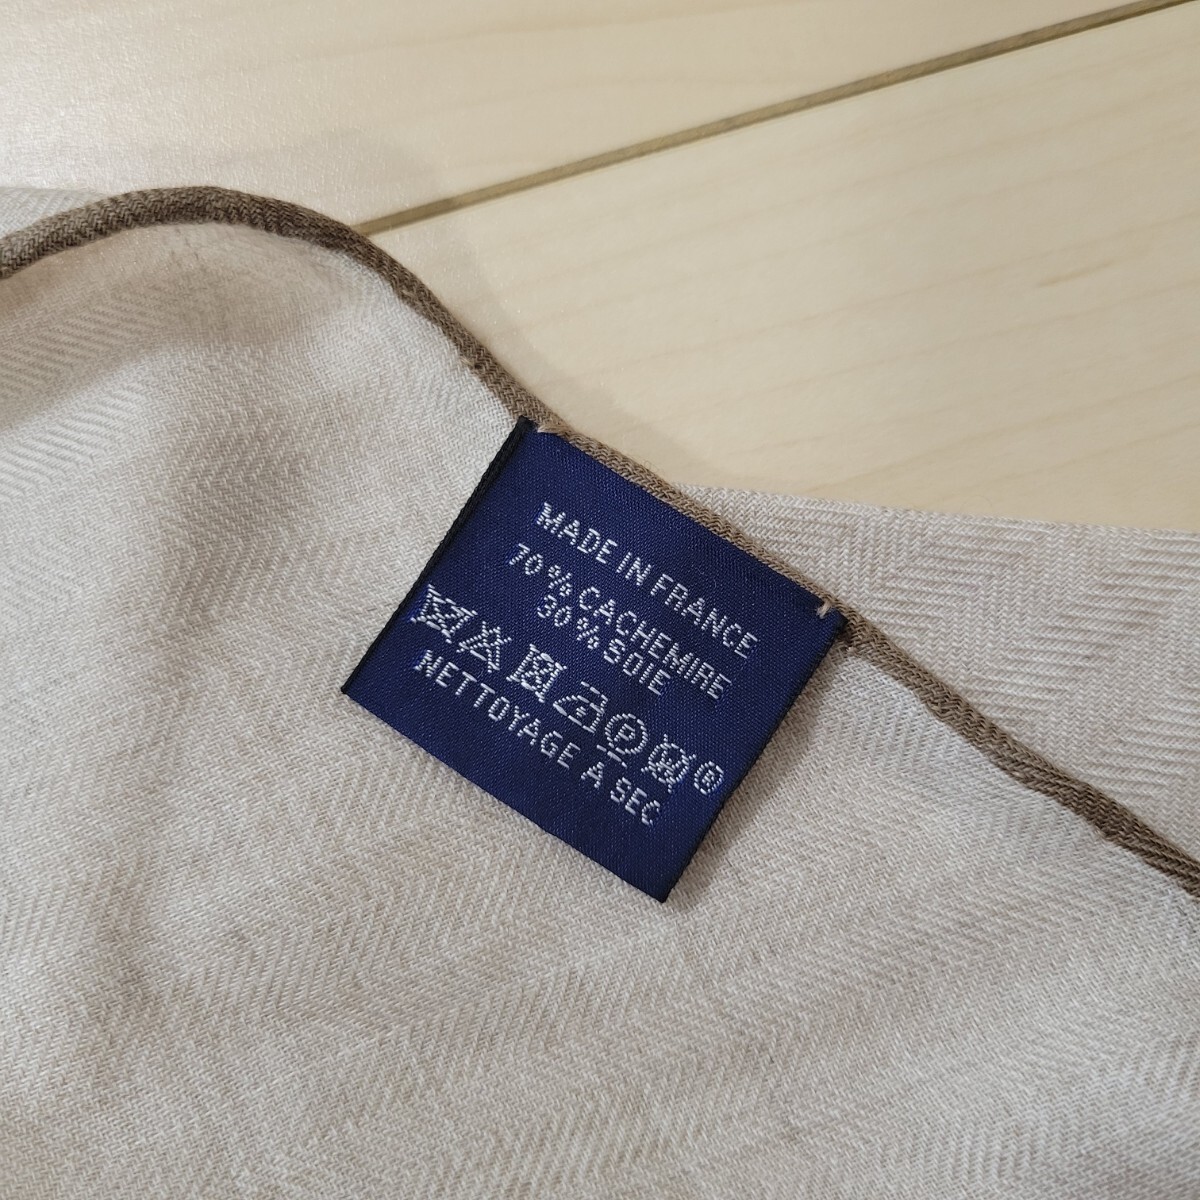 MADE IN FRANCE
70% CACHEMIRE
30% SOIE
P W ®
NETTOYAGE A SEC